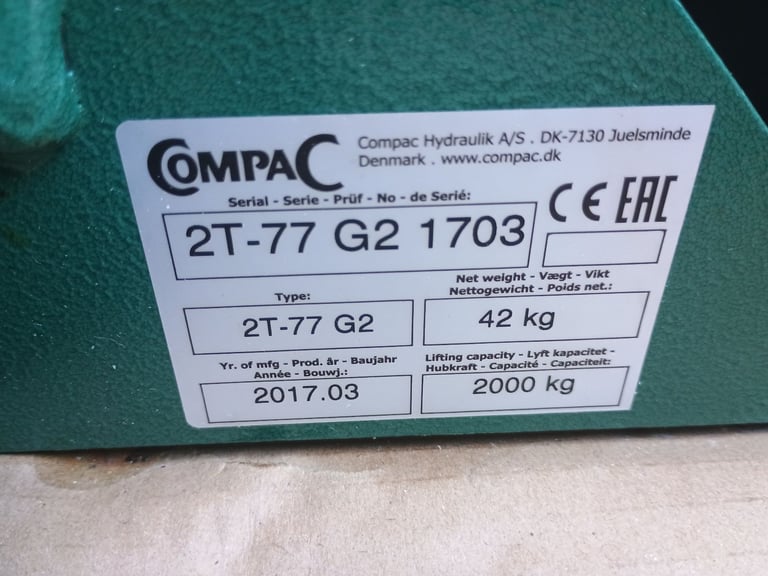 COMPAC
Compac Hydraulik A/S . DK-7130 Juelsminde
Denmark . www.compac.dk
Serial - Serie - Prüf - No - de Serié:
2T-77 G2 1703
CE EAC
Type:
2T-77 G2
Net weight - Vægt - Vikt
Nettogewicht - Poids net.:
42 kg
Yr. of mfg - Prod. år - Baujahr
Année - Bouwj.:
2017.03
Lifting capacity - Lyft kapacitet -
Hubkraft - Capacité - Capaciteit:
2000 kg